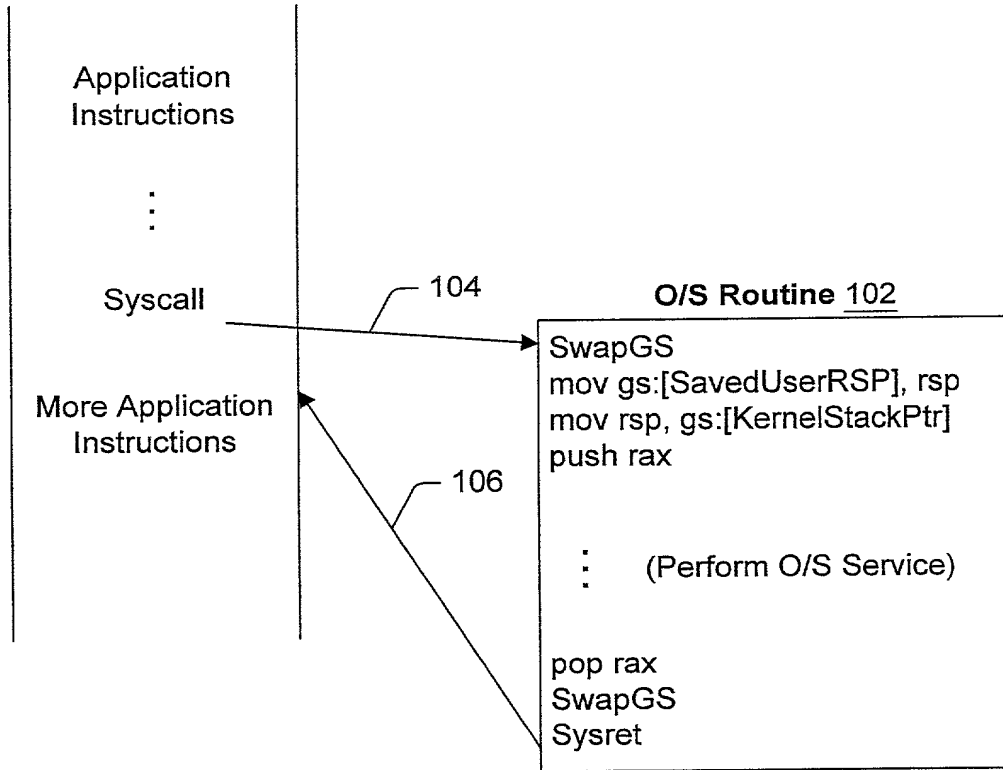 Application
Instructions
Syscall
104
More Application
Instructions
106
O/S Routine 102
SwapGS
mov gs:[SavedUserRSP], rsp
mov rsp, gs:[KernelStackPtr]
push rax
(Perform O/S Service)
pop rax
SwapGS
Sysret